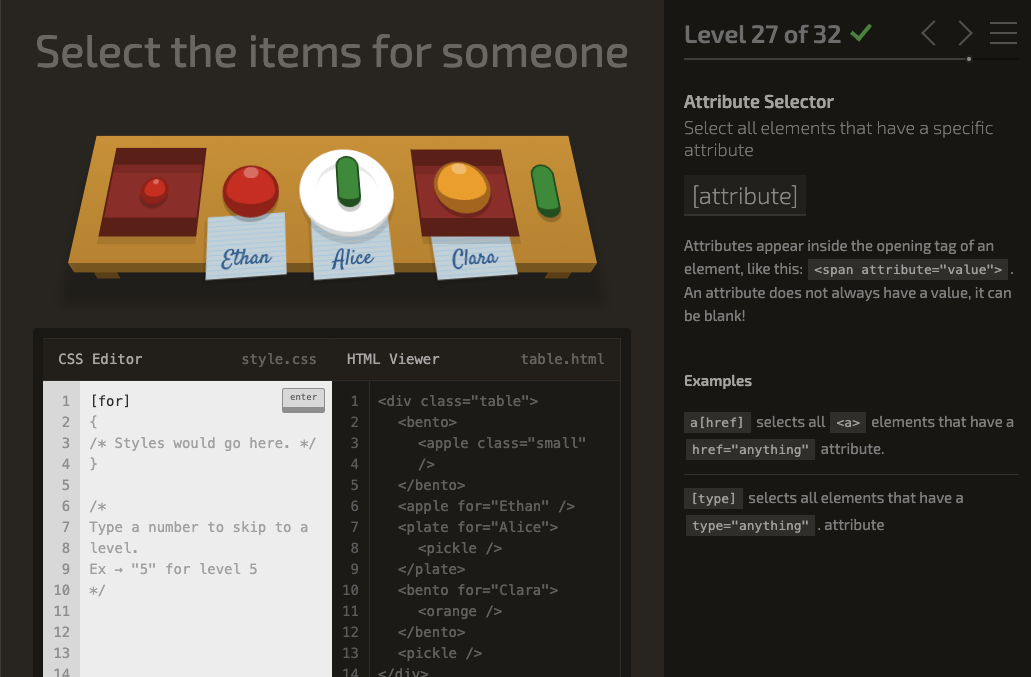 Select the items for someone
Ethan
Alice
Clara
CSS Editor
style.css
1
2
3
4
5
6
7
8
9
10
11
12
13
14
[for]
enter
{
/* Styles would go here. */
}
/*
Type a number to skip to a
level.
Ex → "5" for level 5
*/
HTML Viewer
table.html
1
2
3
4
5
6
7
8
9
10
11
12
13
14
<div class="table">
<bento>
<apple class="small"
/>
</bento>
<apple for="Ethan" />
<plate for="Alice">
<pickle />
</plate>
<bento for="Clara">
<orange />
</bento>
<pickle />
</div>
Level 27 of 32
Attribute Selector
Select all elements that have a specific
attribute
[attribute]
Attributes appear inside the opening tag of an
element, like this: <span attribute="value"> .
An attribute does not always have a value, it can
be blank!
Examples
a[href] selects all <a> elements that have a
href="anything" attribute.
[type] selects all elements that have a
type="anything" . attribute